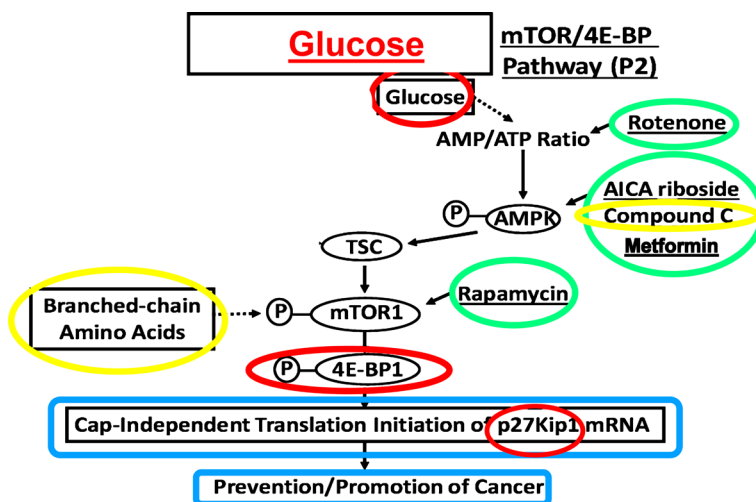 Glucose
mTOR/4E-BP
Pathway (P2)
Glucose
AMP/ATP Ratio
Rotenone
AICA riboside
P
AMPK
Compound C
Metformin
TSC
Branched-chain
Amino Acids
P
mTOR1
Rapamycin
P
4E-BP1
Cap-Independent Translation Initiation of p27Kip1 mRNA
Prevention/Promotion of Cancer